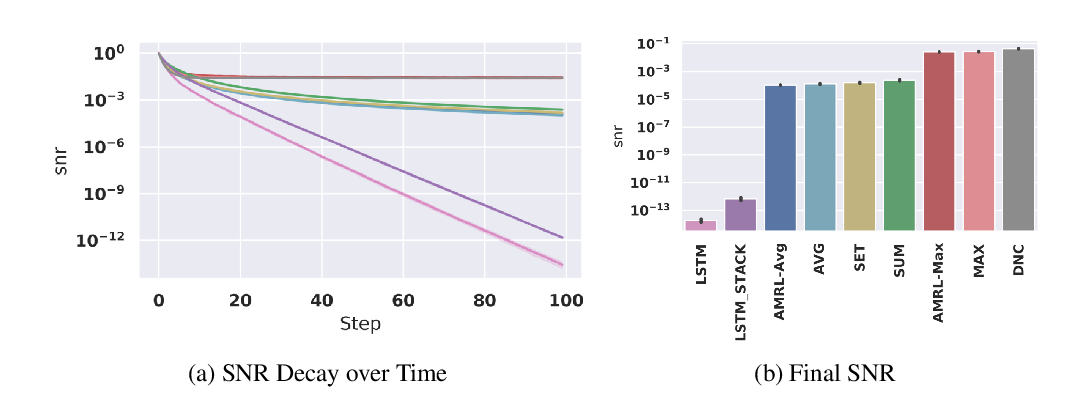 10⁰
10⁻³
10⁻⁶
10⁻⁹
10⁻¹²
snr
0 20 40 60 80 100
Step
(a) SNR Decay over Time
10⁻¹
10⁻³
10⁻⁵
10⁻⁷
10⁻⁹
10⁻¹¹
10⁻¹³
snr
LSTM
LSTM_STACK
AMRL-Avg
AVG
SET
SUM
AMRL-Max
MAX
DNC
(b) Final SNR